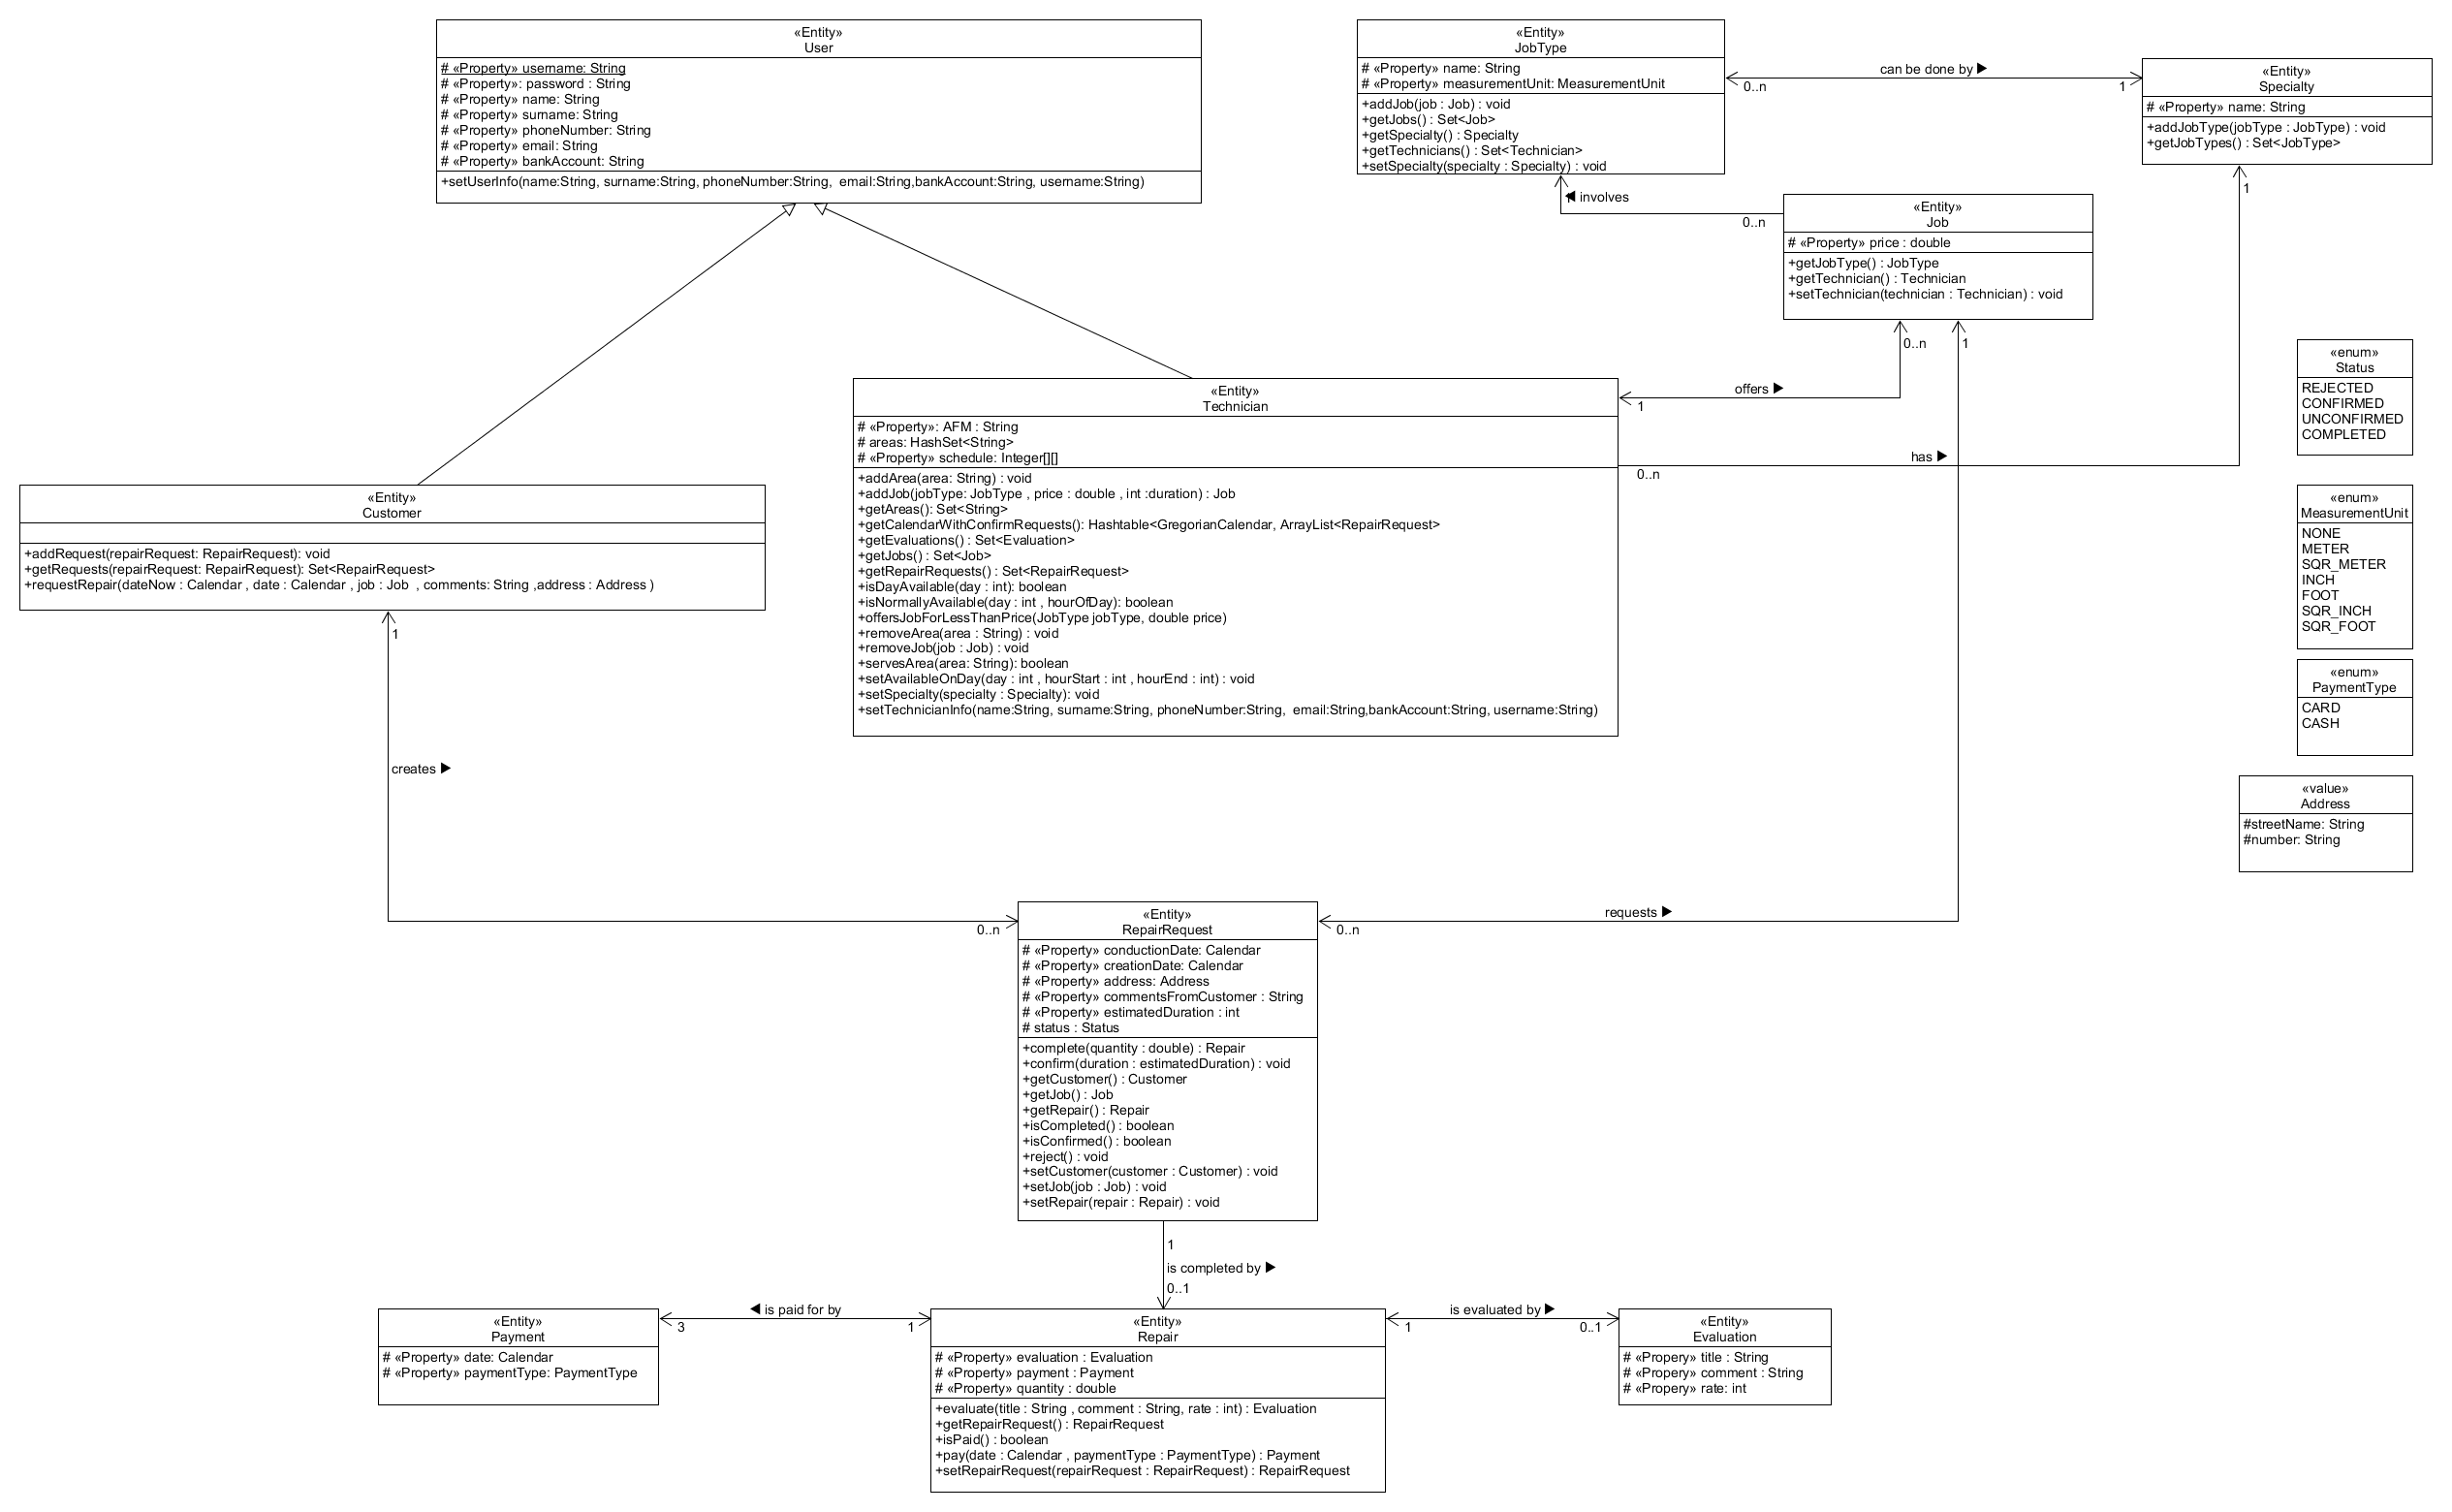 «Entity»
User
# «Property» username: String
# «Property»: password : String
# «Property» name: String
# «Property» surname: String
# «Property» phoneNumber: String
# «Property» email: String
# «Property» bankAccount: String
+setUserInfo(name:String, surname:String, phoneNumber:String,  email:String,bankAccount:String, username:String)
«Entity»
JobType
# «Property» name: String
# «Property» measurementUnit: MeasurementUnit
+addJob(job : Job) : void
+getJobs() : Set<Job>
+getSpecialty() : Specialty
+getTechnicians() : Set<Technician>
+setSpecialty(specialty : Specialty) : void
can be done by ▶
0..n
1
«Entity»
Specialty
# «Property» name: String
+addJobType(jobType : JobType) : void
+getJobTypes() : Set<JobType>
1
◀ involves
0..n
«Entity»
Job
# «Property» price : double
+getJobType() : JobType
+getTechnician() : Technician
+setTechnician(technician : Technician) : void
0..n
1
«enum»
Status
REJECTED
CONFIRMED
UNCONFIRMED
COMPLETED
offers ▶
1
has ▶
0..n
«Entity»
Technician
# «Property»: AFM : String
# areas: HashSet<String>
# «Property» schedule: Integer[][]
+addArea(area: String) : void
+addJob(jobType: JobType , price : double , int :duration) : Job
+getAreas(): Set<String>
+getCalendarWithConfirmRequests(): Hashtable<GregorianCalendar, ArrayList<RepairRequest>
+getEvaluations() : Set<Evaluation>
+getJobs() : Set<Job>
+getRepairRequests() : Set<RepairRequest>
+isDayAvailable(day : int): boolean
+isNormallyAvailable(day : int , hourOfDay): boolean
+offersJobForLessThanPrice(JobType jobType, double price)
+removeArea(area : String) : void
+removeJob(job : Job) : void
+servesArea(area: String): boolean
+setAvailableOnDay(day : int , hourStart : int , hourEnd : int) : void
+setSpecialty(specialty : Specialty): void
+setTechnicianInfo(name:String, surname:String, phoneNumber:String,  email:String,bankAccount:String, username:String)
«Entity»
Customer
+addRequest(repairRequest: RepairRequest): void
+getRequests(repairRequest: RepairRequest): Set<RepairRequest>
+requestRepair(dateNow : Calendar , date : Calendar , job : Job  , comments: String ,address : Address )
1
creates ▶
0..n
«enum»
MeasurementUnit
NONE
METER
SQR_METER
INCH
FOOT
SQR_INCH
SQR_FOOT
«enum»
PaymentType
CARD
CASH
«value»
Address
#streetName: String
#number: String
requests ▶
0..n
«Entity»
RepairRequest
# «Property» conductionDate: Calendar
# «Property» creationDate: Calendar
# «Property» address: Address
# «Property» commentsFromCustomer : String
# «Property» estimatedDuration : int
# status : Status
+complete(quantity : double) : Repair
+confirm(duration : estimatedDuration) : void
+getCustomer() : Customer
+getJob() : Job
+getRepair() : Repair
+isCompleted() : boolean
+isConfirmed() : boolean
+reject() : void
+setCustomer(customer : Customer) : void
+setJob(job : Job) : void
+setRepair(repair : Repair) : void
1
is completed by ▶
0..1
«Entity»
Payment
# «Property» date: Calendar
# «Property» paymentType: PaymentType
◀ is paid for by
3
1
«Entity»
Repair
# «Property» evaluation : Evaluation
# «Property» payment : Payment
# «Property» quantity : double
+evaluate(title : String , comment : String, rate : int) : Evaluation
+getRepairRequest() : RepairRequest
+isPaid() : boolean
+pay(date : Calendar , paymentType : PaymentType) : Payment
+setRepairRequest(repairRequest : RepairRequest) : RepairRequest
is evaluated by ▶
1
0..1
«Entity»
Evaluation
# «Propery» title : String
# «Propery» comment : String
# «Propery» rate: int